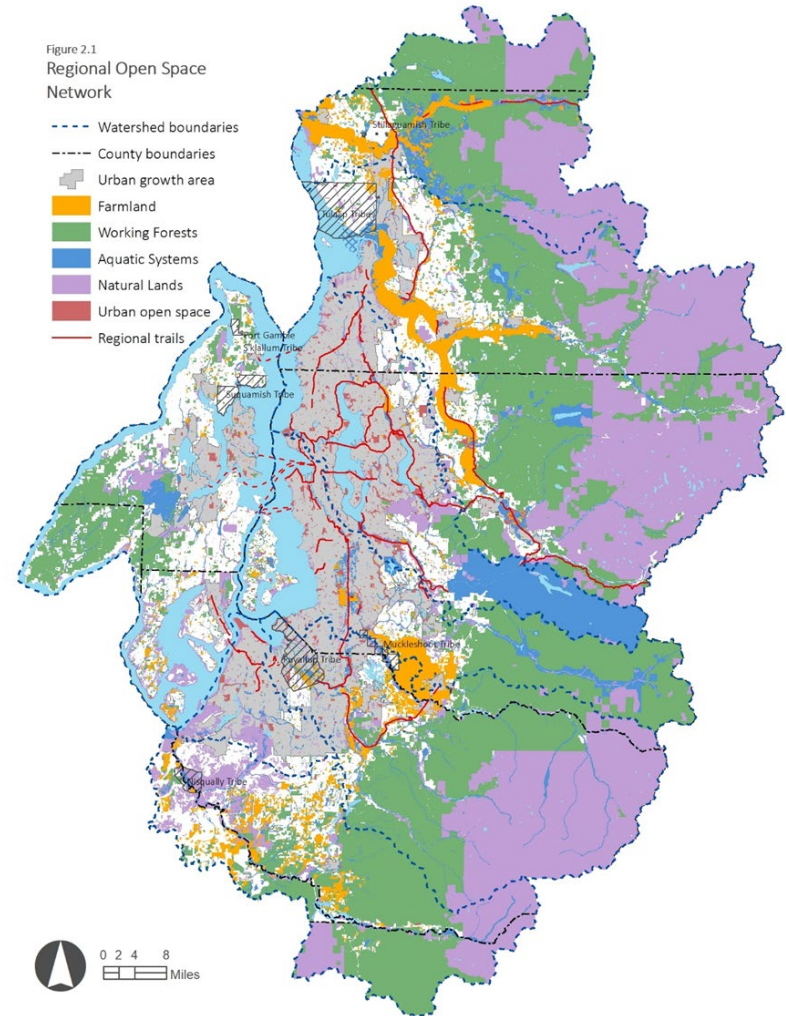 Figure 2.1
Regional Open Space
Network
Watershed boundaries
County boundaries
Urban growth area
Farmland
Working Forests
Aquatic Systems
Natural Lands
Urban open space
Regional trails
Stillaguamish Tribe
Tulalip Tribe
Port Gamble
S'klallum Tribe
Suquamish Tribe
Muckleshoot Tribe
Puyallup Tribe
Nisqually Tribe
0 2 4 8
Miles